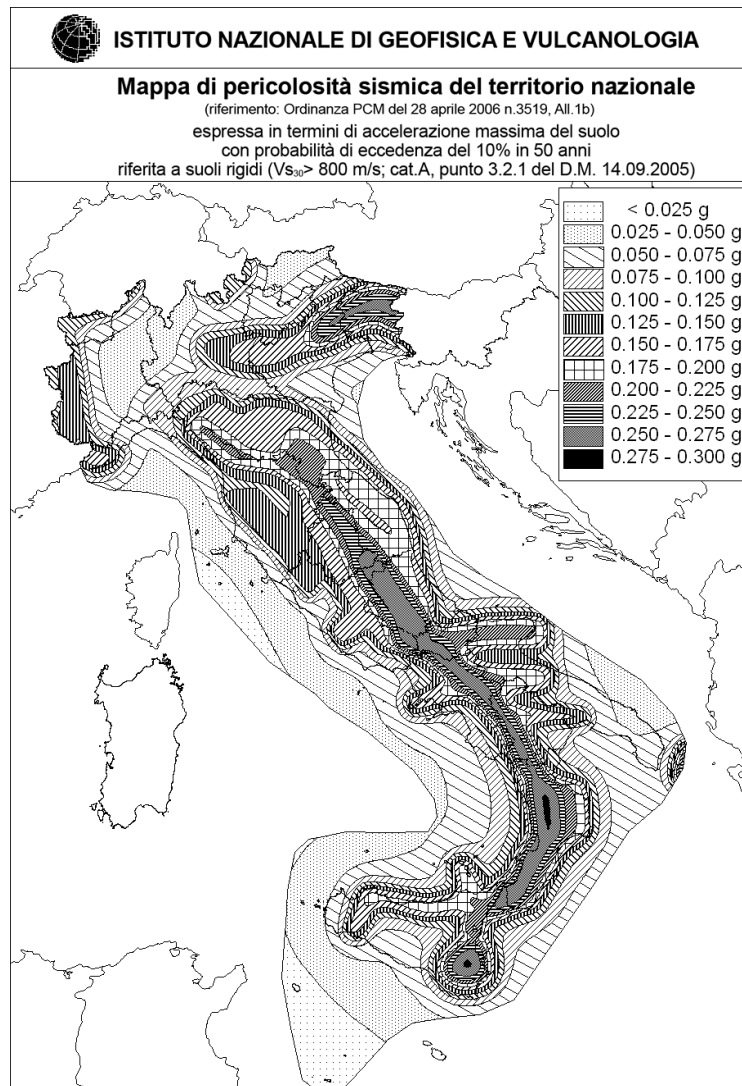 ISTITUTO NAZIONALE DI GEOFISICA E VULCANOLOGIA
Mappa di pericolosità sismica del territorio nazionale
(riferimento: Ordinanza PCM del 28 aprile 2006 n.3519, All.1b)
espressa in termini di accelerazione massima del suolo
con probabilità di eccedenza del 10% in 50 anni
riferita a suoli rigidi (Vs₃₀> 800 m/s; cat.A, punto 3.2.1 del D.M. 14.09.2005)
< 0.025 g
0.025 - 0.050 g
0.050 - 0.075 g
0.075 - 0.100 g
0.100 - 0.125 g
0.125 - 0.150 g
0.150 - 0.175 g
0.175 - 0.200 g
0.200 - 0.225 g
0.225 - 0.250 g
0.250 - 0.275 g
0.275 - 0.300 g